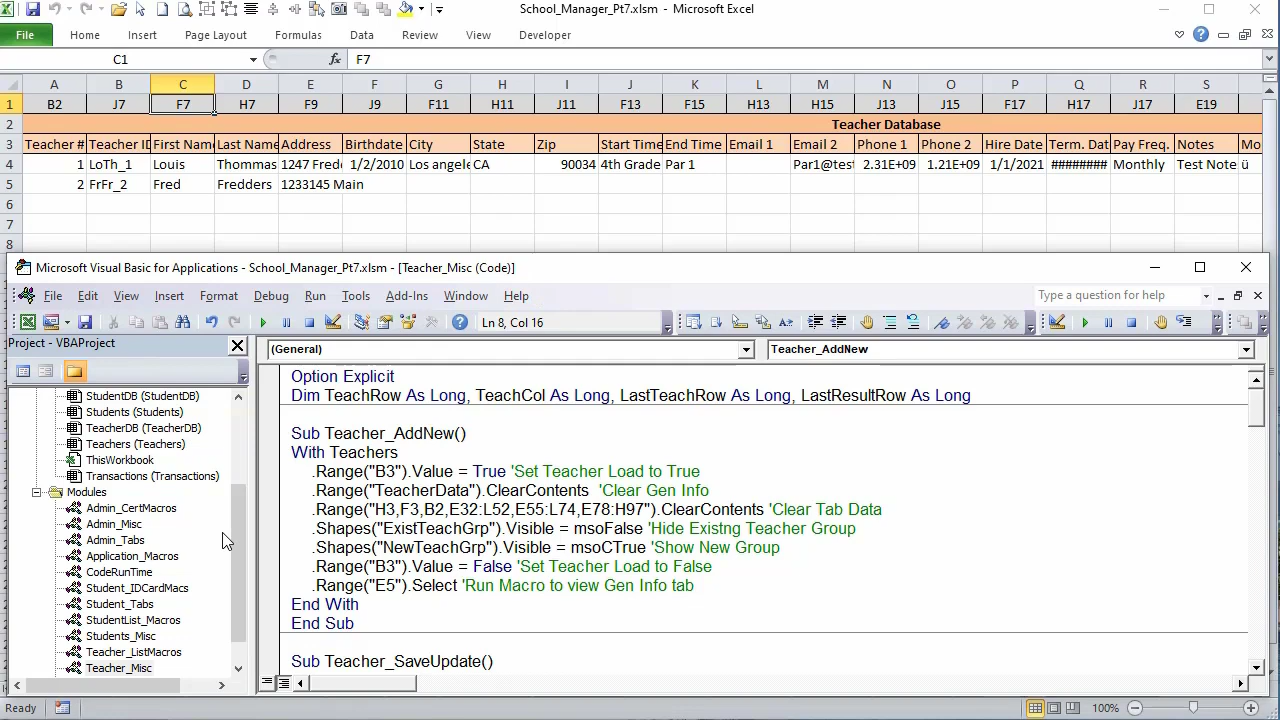 School_Manager_Pt7.xlsm - Microsoft Excel
File Home Insert Page Layout Formulas Data Review View Developer
C1 fx F7
A B C D E F G H I J K L M N O P Q R S
1 B2 J7 F7 H7 F9 J9 F11 H11 J11 F13 F15 H13 H15 J13 J15 F17 H17 J17 E19
2 Teacher Database
3 Teacher # Teacher ID First Name Last Name Address Birthdate City State Zip Start Time End Time Email 1 Email 2 Phone 1 Phone 2 Hire Date Term. Dat Pay Freq. Notes Mo
4 1 LoTh_1 Louis Thommas 1247 Fred 1/2/2010 Los angele CA 90034 4th Grade Par 1 Par1@test 2.31E+09 1.21E+09 1/1/2021 ######## Monthly Test Note ü
5 2 FrFr_2 Fred Fredders 1233145 Main
6
7
8
Microsoft Visual Basic for Applications - School_Manager_Pt7.xlsm - [Teacher_Misc (Code)]
File Edit View Insert Format Debug Run Tools Add-Ins Window Help Type a question for help
Ln 8, Col 16
Project - VBAProject
(General) Teacher_AddNew
StudentDB (StudentDB)
Students (Students)
TeacherDB (TeacherDB)
Teachers (Teachers)
ThisWorkbook
Transactions (Transactions)
Modules
Admin_CertMacros
Admin_Misc
Admin_Tabs
Application_Macros
CodeRunTime
Student_IDCardMacs
Student_Tabs
StudentList_Macros
Students_Misc
Teacher_ListMacros
Teacher_Misc
Option Explicit
Dim TeachRow As Long, TeachCol As Long, LastTeachRow As Long, LastResultRow As Long
Sub Teacher_AddNew()
With Teachers
.Range("B3").Value = True 'Set Teacher Load to True
.Range("TeacherData").ClearContents 'Clear Gen Info
.Range("H3,F3,B2,E32:L52,E55:L74,E78:H97").ClearContents 'Clear Tab Data
.Shapes("ExistTeachGrp").Visible = msoFalse 'Hide Existng Teacher Group
.Shapes("NewTeachGrp").Visible = msoCTrue 'Show New Group
.Range("B3").Value = False 'Set Teacher Load to False
.Range("E5").Select 'Run Macro to view Gen Info tab
End With
End Sub
Sub Teacher_SaveUpdate()
Ready 100%